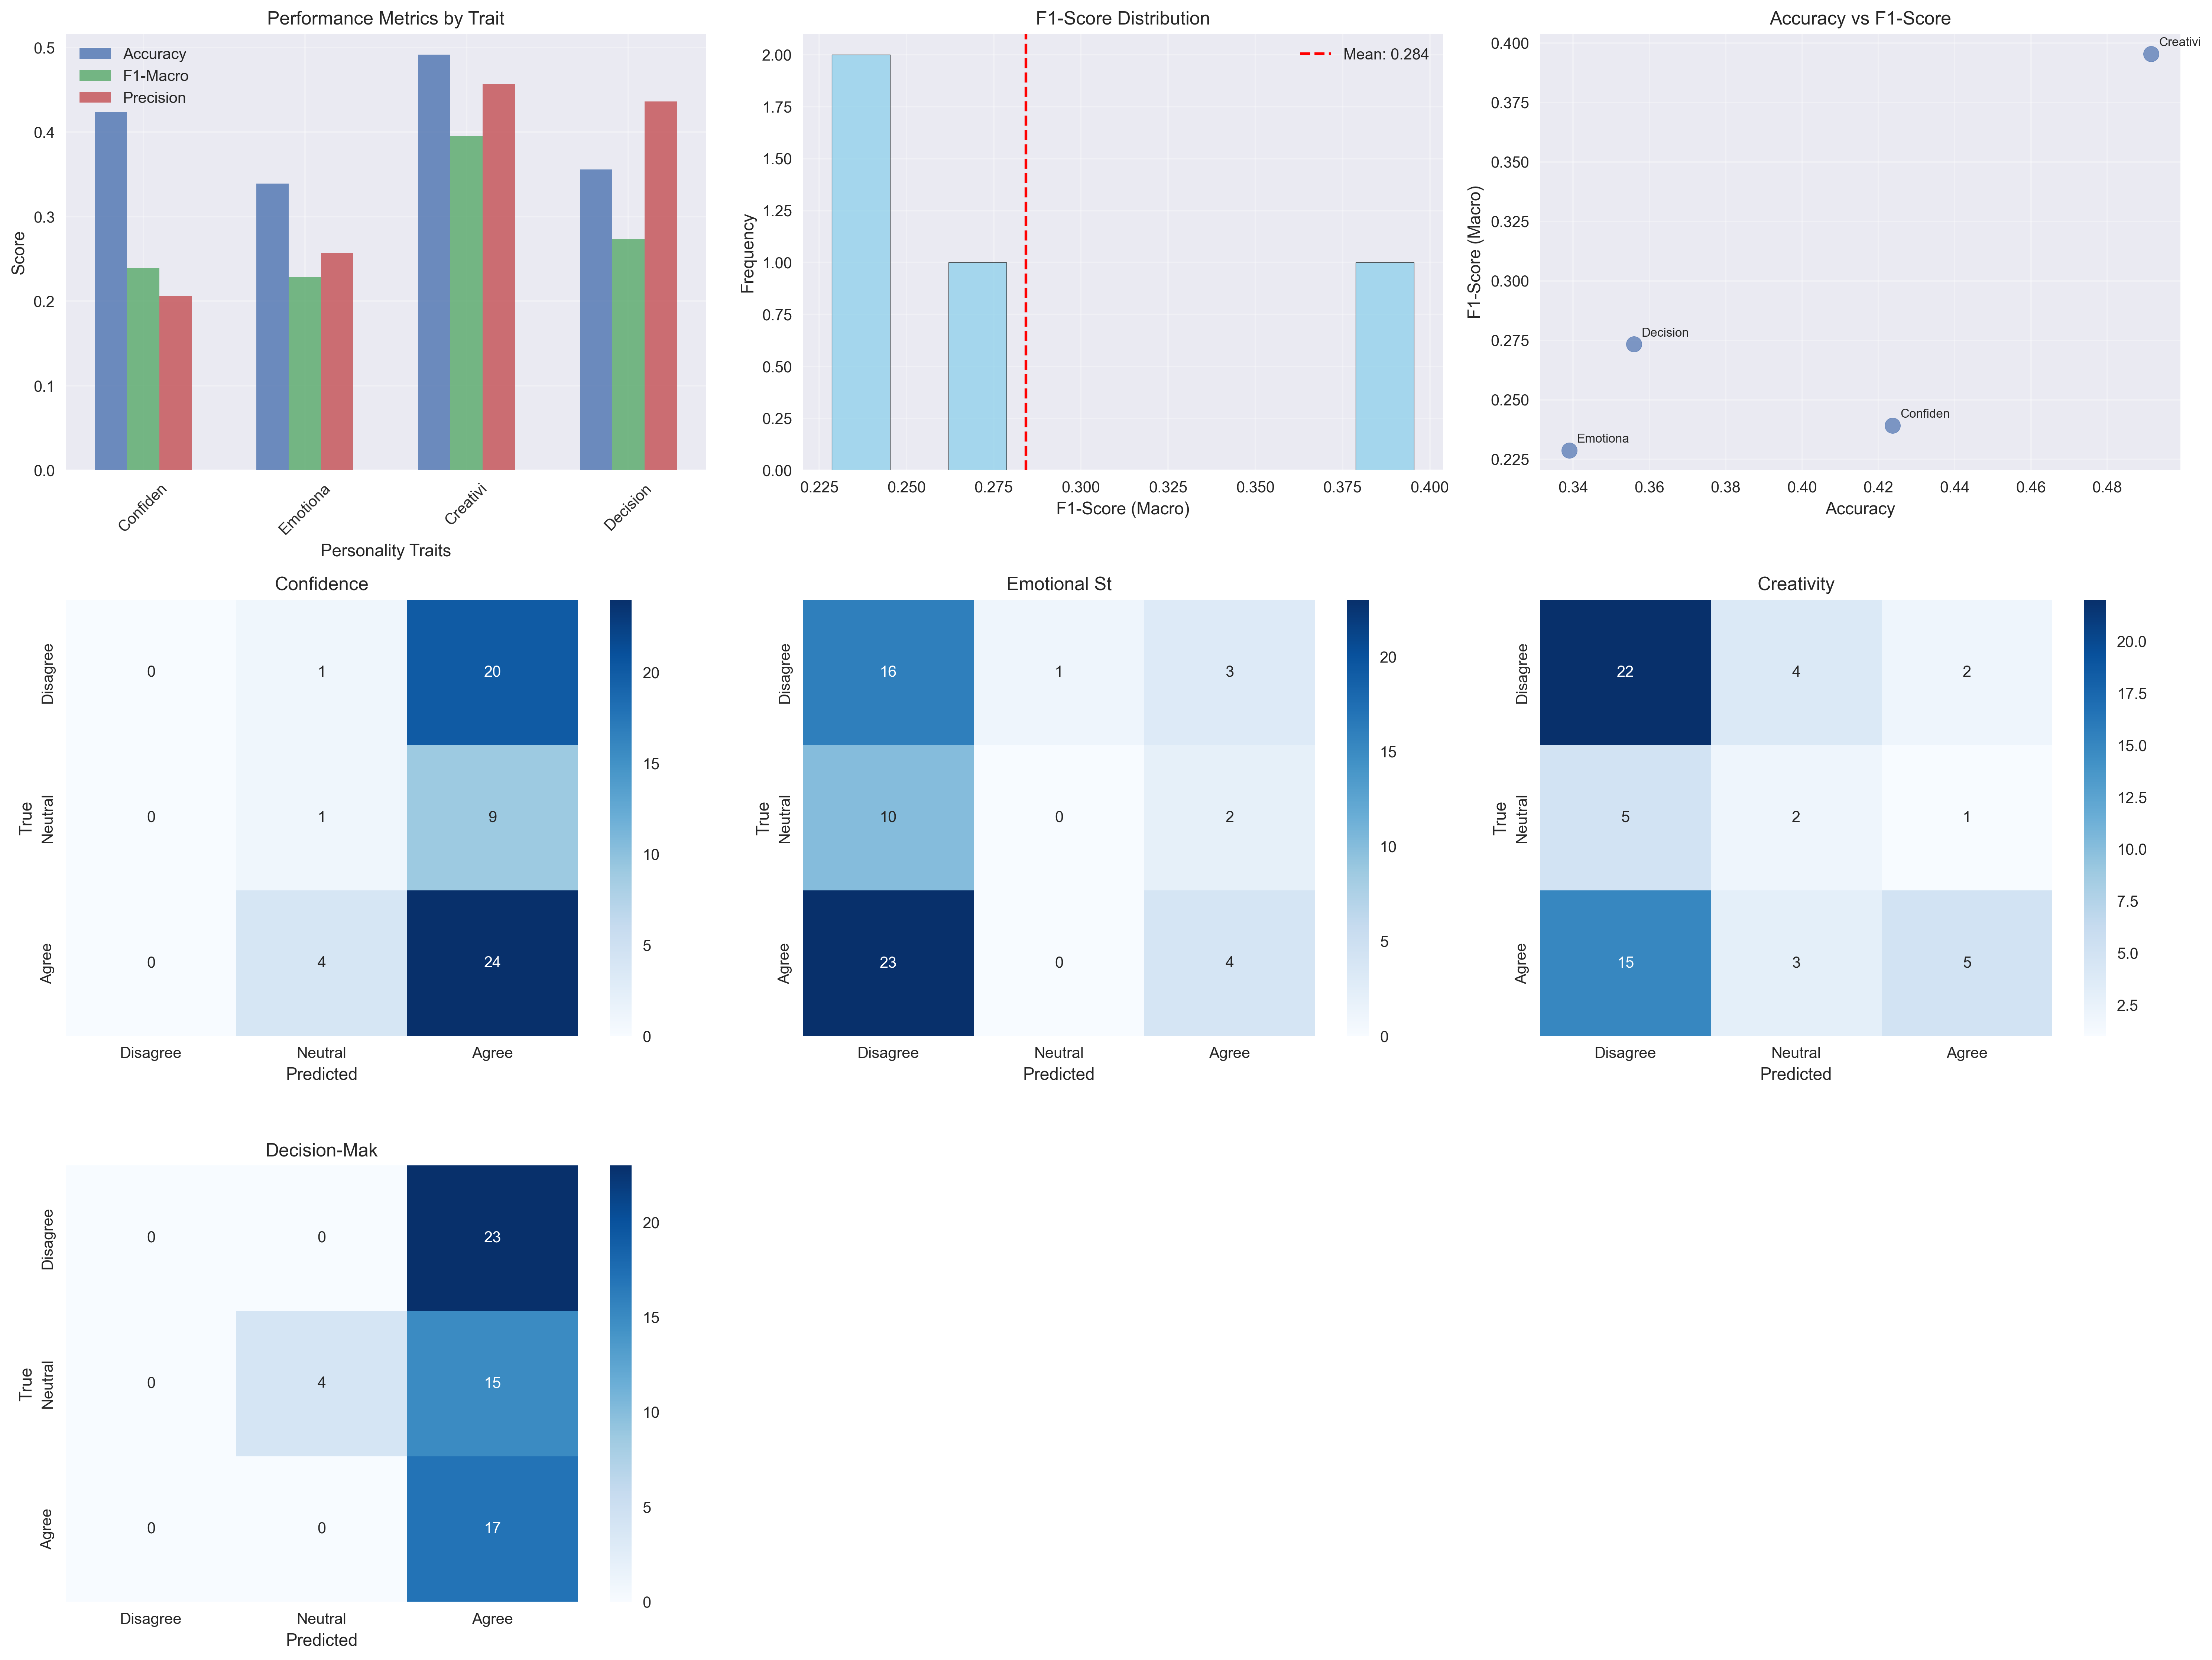 Performance Metrics by Trait
Accuracy
F1-Macro
Precision
0.5
0.4
0.3
0.2
0.1
0.0
Score
Confiden
Emotiona
Creativi
Decision
Personality Traits
F1-Score Distribution
Mean: 0.284
2.00
1.75
1.50
1.25
1.00
0.75
0.50
0.25
0.00
Frequency
0.225 0.250 0.275 0.300 0.325 0.350 0.375 0.400
F1-Score (Macro)
Accuracy vs F1-Score
0.400
0.375
0.350
0.325
0.300
0.275
0.250
0.225
F1-Score (Macro)
Creativi
Decision
Confiden
Emotiona
0.34 0.36 0.38 0.40 0.42 0.44 0.46 0.48
Accuracy
Confidence
True
Disagree
Neutral
Agree
0 1 20
0 1 9
0 4 24
Disagree Neutral Agree
Predicted
20
15
10
5
0
Emotional St
True
Disagree
Neutral
Agree
16 1 3
10 0 2
23 0 4
Disagree Neutral Agree
Predicted
20
15
10
5
0
Creativity
True
Disagree
Neutral
Agree
22 4 2
5 2 1
15 3 5
Disagree Neutral Agree
Predicted
20.0
17.5
15.0
12.5
10.0
7.5
5.0
2.5
Decision-Mak
True
Disagree
Neutral
Agree
0 0 23
0 4 15
0 0 17
Disagree Neutral Agree
Predicted
20
15
10
5
0